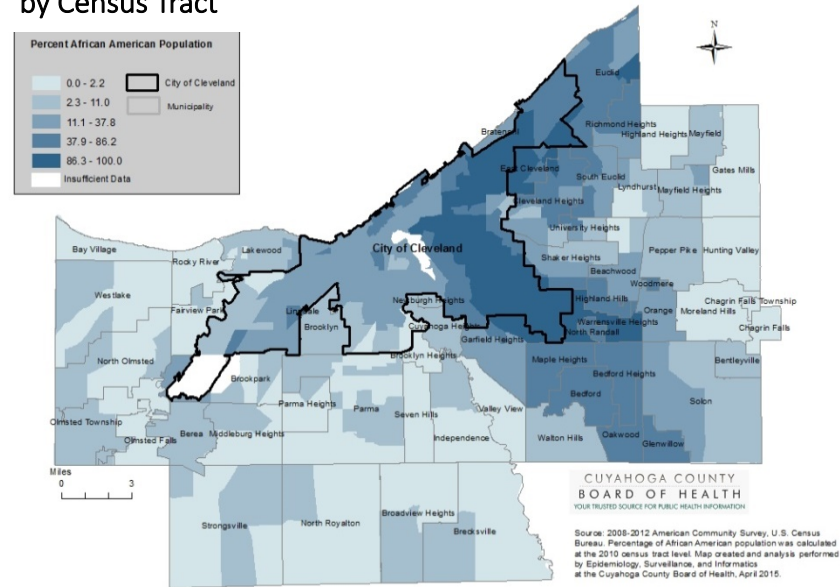 by Census Tract
Percent African American Population
0.0 - 2.2
2.3 - 11.0
11.1 - 37.8
37.9 - 86.2
86.3 - 100.0
Insufficient Data
City of Cleveland
Municipality
N
Euclid
Richmond Heights
Highland Heights
Mayfield
Bratenahl
East Cleveland
South Euclid
Gates Mills
Lyndhurst
Mayfield Heights
Cleveland Heights
University Heights
City of Cleveland
Bay Village
Lakewood
Rocky River
Shaker Heights
Pepper Pike
Hunting Valley
Beachwood
Woodmere
Westlake
Fairview Park
Linndale
Brooklyn
Newburgh Heights
Highland Hills
Orange
Chagrin Falls Township
Moreland Hills
Cuyahoga Heights
Warrensville Heights
North Randall
Chagrin Falls
Garfield Heights
North Olmsted
Brooklyn Heights
Maple Heights
Bentleyville
Brookpark
Bedford Heights
Parma Heights
Parma
Bedford
Solon
Seven Hills
Valley View
Olmsted Township
Olmsted Falls
Berea
Middleburg Heights
Independence
Walton Hills
Oakwood
Glenwillow
Miles
0 3
Strongsville
North Royalton
Broadview Heights
Brecksville
CUYAHOGA COUNTY
BOARD OF HEALTH
YOUR TRUSTED SOURCE FOR PUBLIC HEALTH INFORMATION
Source: 2008-2012 American Community Survey, U.S. Census
Bureau. Percentage of African American population was calculated
at the 2010 census tract level. Map created and analysis performed
by Epidemiology, Surveillance, and Informatics
at the Cuyahoga County Board of Health, April 2015.